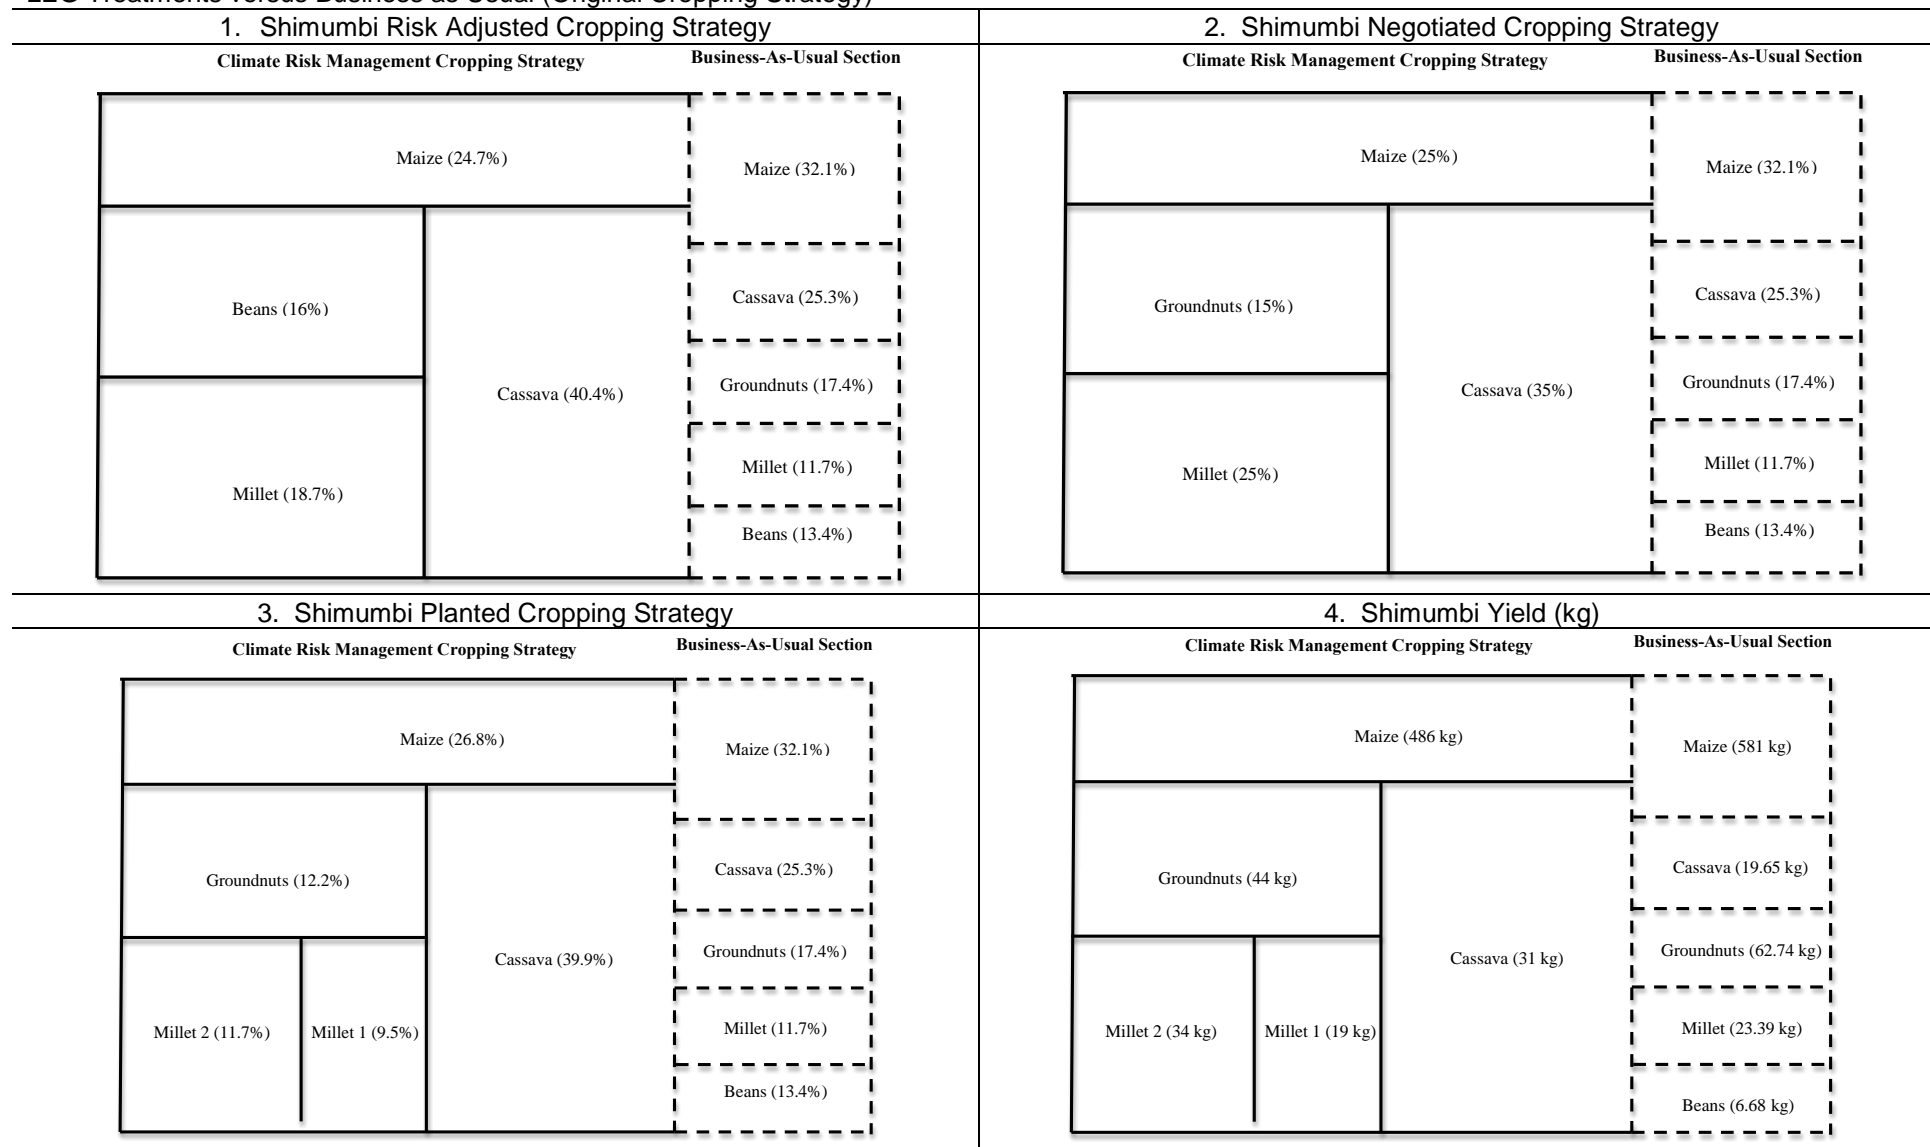 LEO Treatments versus Business as Usual (Original Cropping Strategy)
1. Shimumbi Risk Adjusted Cropping Strategy
Climate Risk Management Cropping Strategy
Business-As-Usual Section
Maize (24.7%)
Maize (32.1%)
Beans (16%)
Cassava (25.3%)
Cassava (40.4%)
Groundnuts (17.4%)
Millet (18.7%)
Millet (11.7%)
Beans (13.4%)
2. Shimumbi Negotiated Cropping Strategy
Climate Risk Management Cropping Strategy
Business-As-Usual Section
Maize (25%)
Maize (32.1%)
Groundnuts (15%)
Cassava (25.3%)
Cassava (35%)
Groundnuts (17.4%)
Millet (25%)
Millet (11.7%)
Beans (13.4%)
3. Shimumbi Planted Cropping Strategy
Climate Risk Management Cropping Strategy
Business-As-Usual Section
Maize (26.8%)
Maize (32.1%)
Groundnuts (12.2%)
Cassava (25.3%)
Cassava (39.9%)
Groundnuts (17.4%)
Millet 2 (11.7%)
Millet 1 (9.5%)
Millet (11.7%)
Beans (13.4%)
4. Shimumbi Yield (kg)
Climate Risk Management Cropping Strategy
Business-As-Usual Section
Maize (486 kg)
Maize (581 kg)
Groundnuts (44 kg)
Cassava (19.65 kg)
Cassava (31 kg)
Groundnuts (62.74 kg)
Millet 2 (34 kg)
Millet 1 (19 kg)
Millet (23.39 kg)
Beans (6.68 kg)